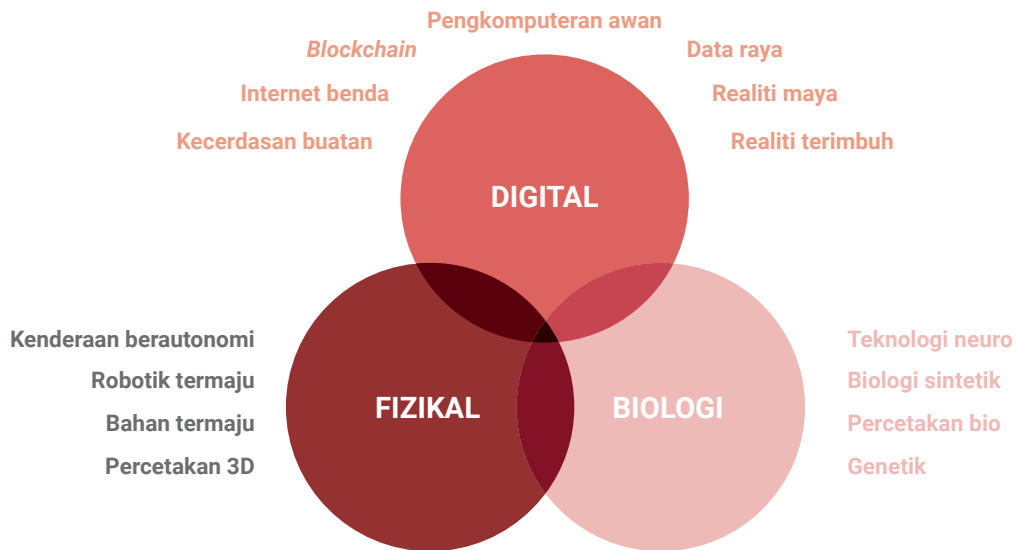 Pengkomputeran awan
Blockchain
Data raya
Internet benda
Realiti maya
Kecerdasan buatan
Realiti terimbuh
DIGITAL
Kenderaan berautonomi
Robotik termaju
Bahan termaju
Percetakan 3D
FIZIKAL
BIOLOGI
Teknologi neuro
Biologi sintetik
Percetakan bio
Genetik